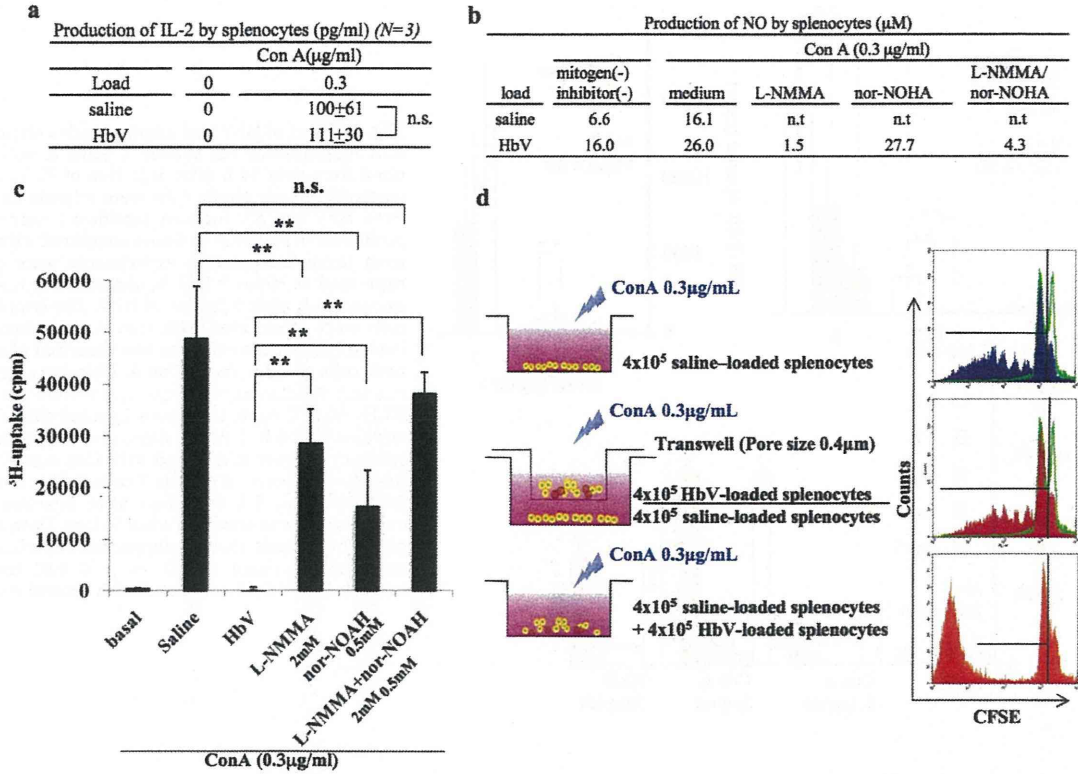 a
Production of IL-2 by splenocytes (pg/ml) (N=3)
Con A(μg/ml)
Load 0 0.3
saline 0 100±61
HbV 0 111±30
n.s.
b
Production of NO by splenocytes (μM)
Con A (0.3 μg/ml)
load mitogen(-) inhibitor(-) medium L-NMMA nor-NOHA L-NMMA/ nor-NOHA
saline 6.6 16.1 n.t n.t n.t
HbV 16.0 26.0 1.5 27.7 4.3
c
n.s.
**
**
**
**
**
³H-uptake (cpm)
60000
50000
40000
30000
20000
10000
0
basal
Saline
HbV
L-NMMA
2mM
nor-NOAH
0.5mM
L-NMMA+nor-NOAH
2mM 0.5mM
ConA (0.3μg/ml)
d
ConA 0.3μg/mL
4x10⁵ saline–loaded splenocytes
ConA 0.3μg/mL
Transwell (Pore size 0.4μm)
4x10⁵ HbV-loaded splenocytes
4x10⁵ saline-loaded splenocytes
ConA 0.3μg/mL
4x10⁵ saline-loaded splenocytes
+ 4x10⁵ HbV-loaded splenocytes
Counts
CFSE